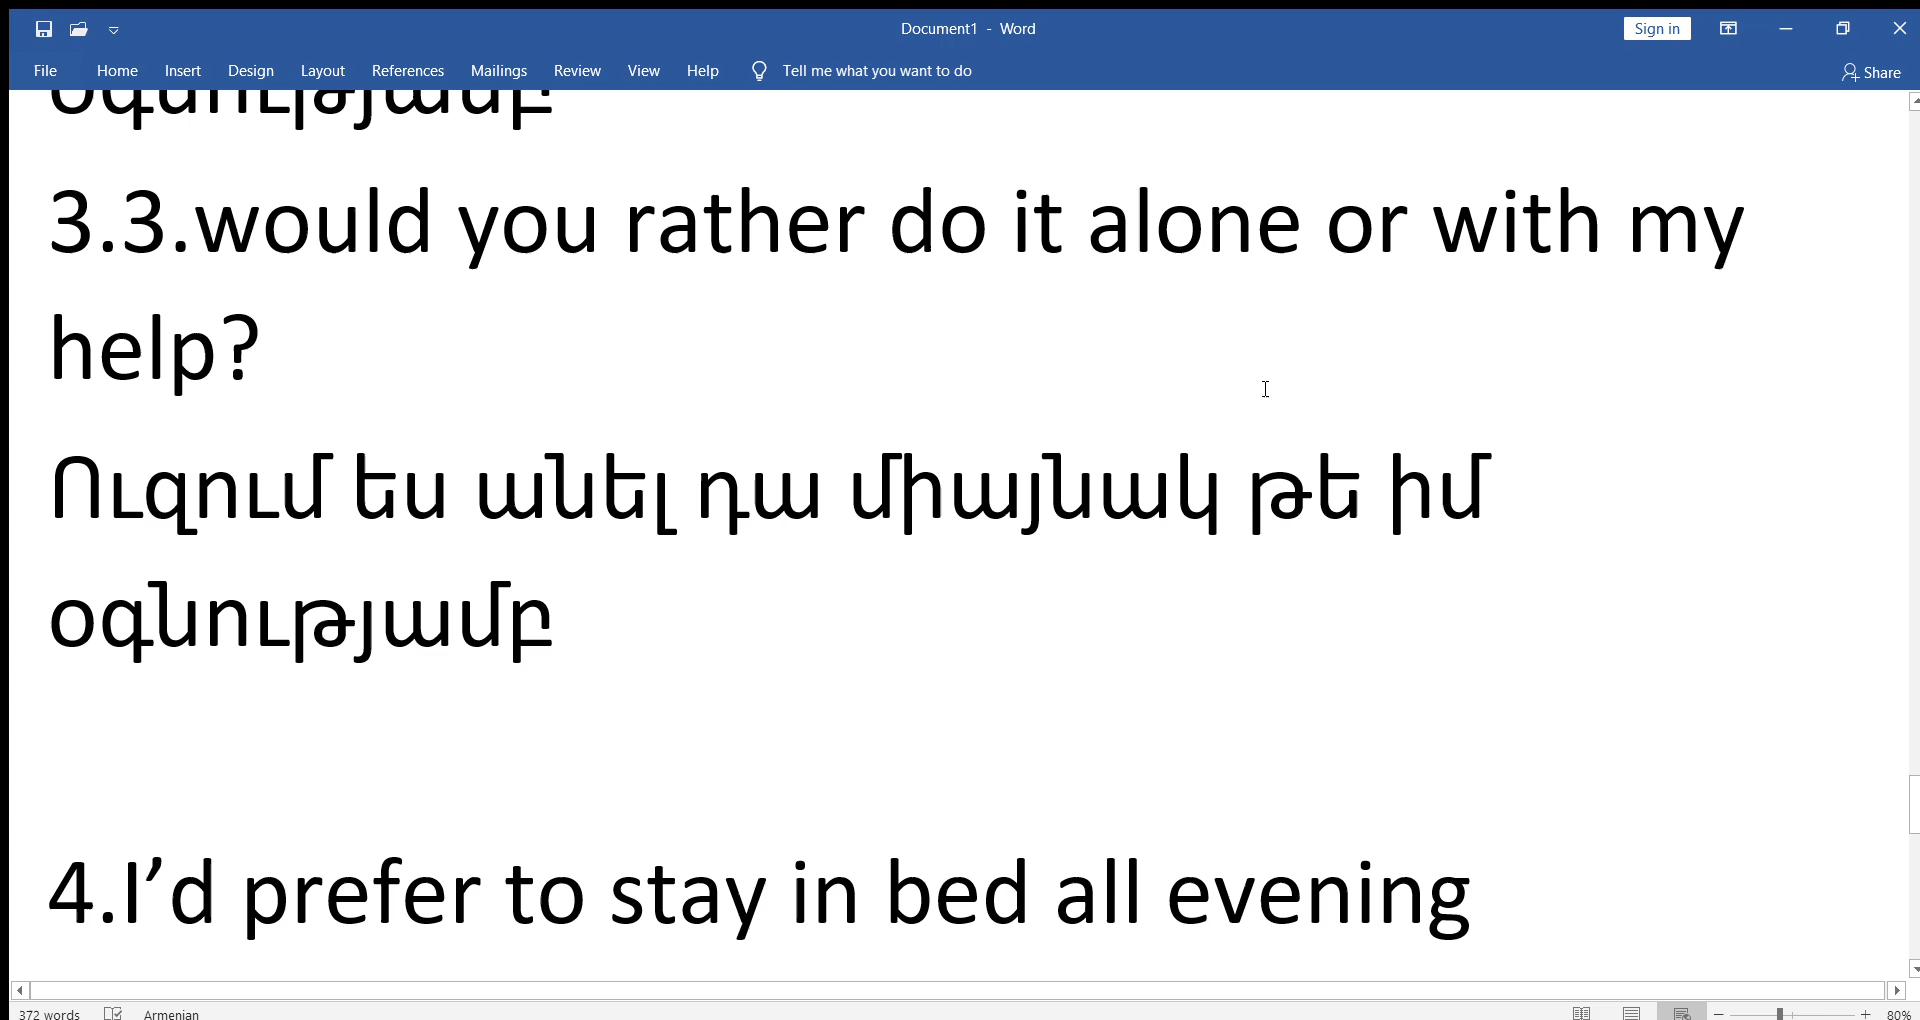 Document1 - Word
Sign in
File Home Insert Design Layout References Mailings Review View Help Tell me what you want to do Share
օգնությամբ
3.3.would you rather do it alone or with my
help?
Ուզում ես անել դա միայնակ թե իմ
օգնությամբ
4.I’d prefer to stay in bed all evening
372 words Armenian 80%